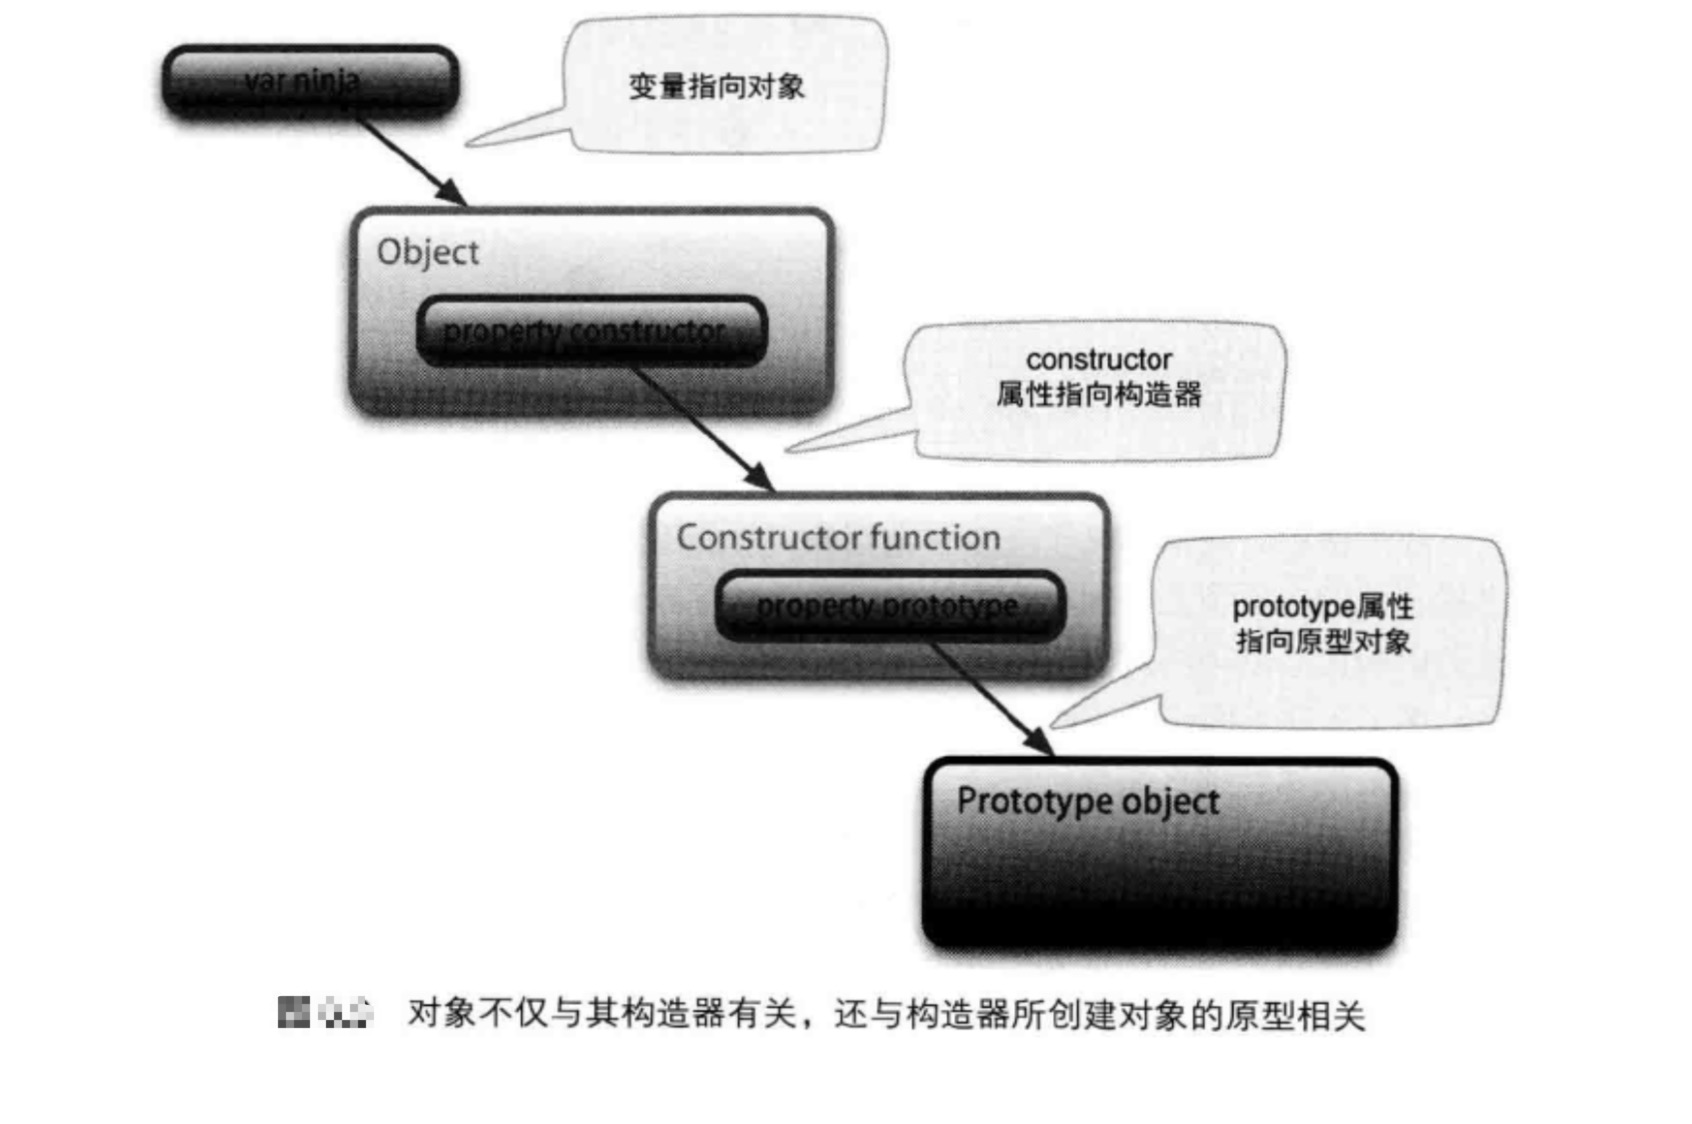 var ninja
变量指向对象
Object
property constructor
constructor
属性指向构造器
Constructor function
property prototype
prototype属性
指向原型对象
Prototype object
对象不仅与其构造器有关，还与构造器所创建对象的原型相关